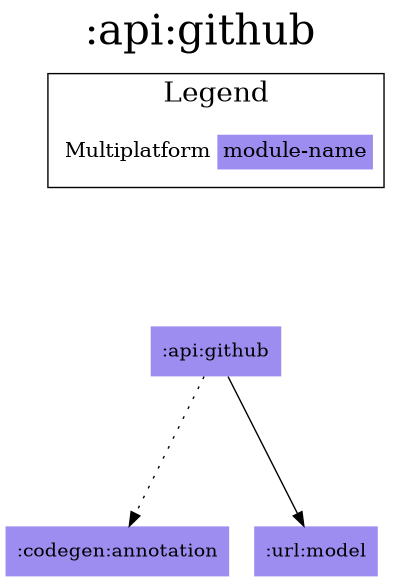 :api:github
Legend
Multiplatform module-name
:api:github
:codegen:annotation :url:model